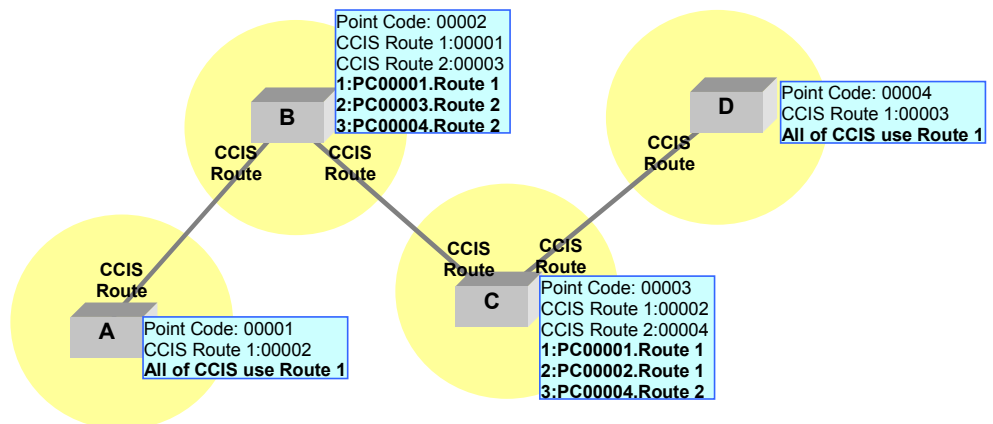 Point Code: 00002
CCIS Route 1:00001
CCIS Route 2:00003
1:PC00001.Route 1
2:PC00003.Route 2
3:PC00004.Route 2
B
CCIS
Route
CCIS
Route
D
Point Code: 00004
CCIS Route 1:00003
All of CCIS use Route 1
CCIS
Route
CCIS
Route
A
Point Code: 00001
CCIS Route 1:00002
All of CCIS use Route 1
CCIS
Route
CCIS
Route
C
Point Code: 00003
CCIS Route 1:00002
CCIS Route 2:00004
1:PC00001.Route 1
2:PC00002.Route 1
3:PC00004.Route 2